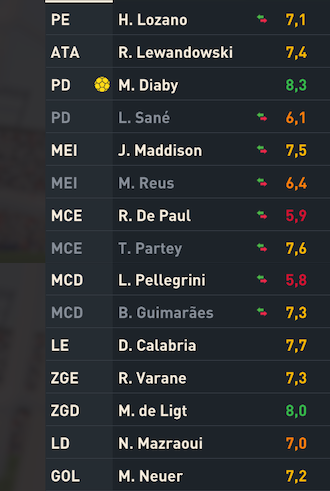 PE H. Lozano 7,1
ATA R. Lewandowski 7,4
PD M. Diaby 8,3
PD L. Sané 6,1
MEI J. Maddison 7,5
MEI M. Reus 6,4
MCE R. De Paul 5,9
MCE T. Partey 7,6
MCD L. Pellegrini 5,8
MCD B. Guimarães 7,3
LE D. Calabria 7,7
ZGE R. Varane 7,3
ZGD M. de Ligt 8,0
LD N. Mazraoui 7,0
GOL M. Neuer 7,2